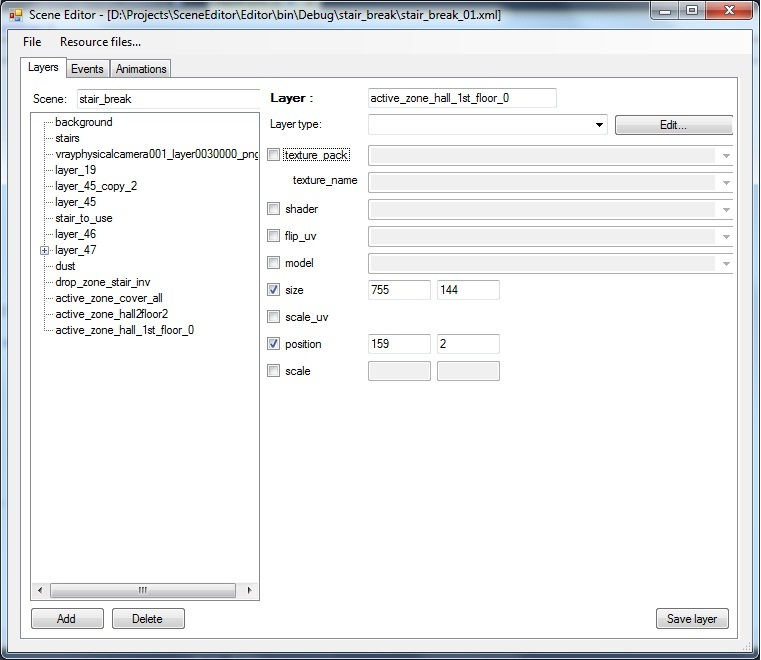 Scene Editor - [D:\Projects\SceneEditor\Editor\bin\Debug\stair_break\stair_break_01.xml]
File Resource files...
Layers Events Animations
Scene: stair_break
background
stairs
vrayphysicalcamera001_layer0030000_png
layer_19
layer_45_copy_2
layer_45
stair_to_use
layer_46
layer_47
dust
drop_zone_stair_inv
active_zone_cover_all
active_zone_hall2floor2
active_zone_hall_1st_floor_0
Add Delete
Layer : active_zone_hall_1st_floor_0
Layer type: Edit...
texture_pack
texture_name
shader
flip_uv
model
size 755 144
scale_uv
position 159 2
scale
Save layer